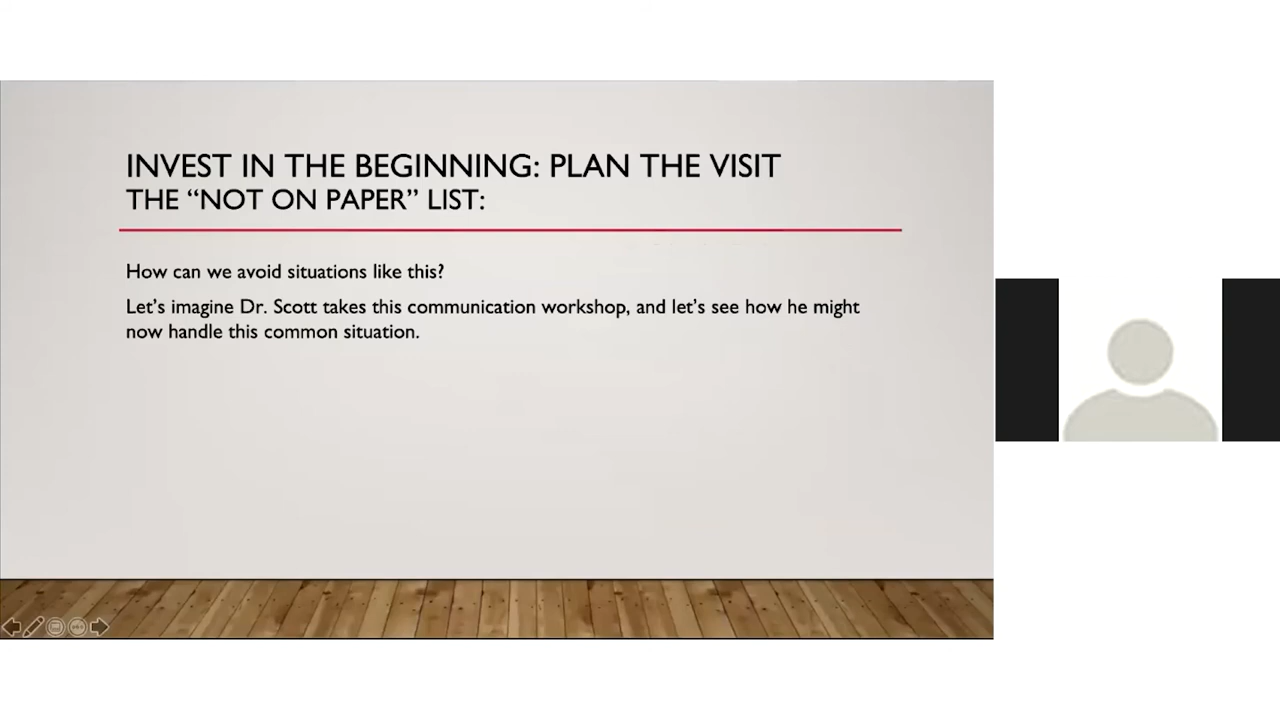 INVEST IN THE BEGINNING: PLAN THE VISIT
THE “NOT ON PAPER” LIST:
How can we avoid situations like this?
Let’s imagine Dr. Scott takes this communication workshop, and let’s see how he might
now handle this common situation.